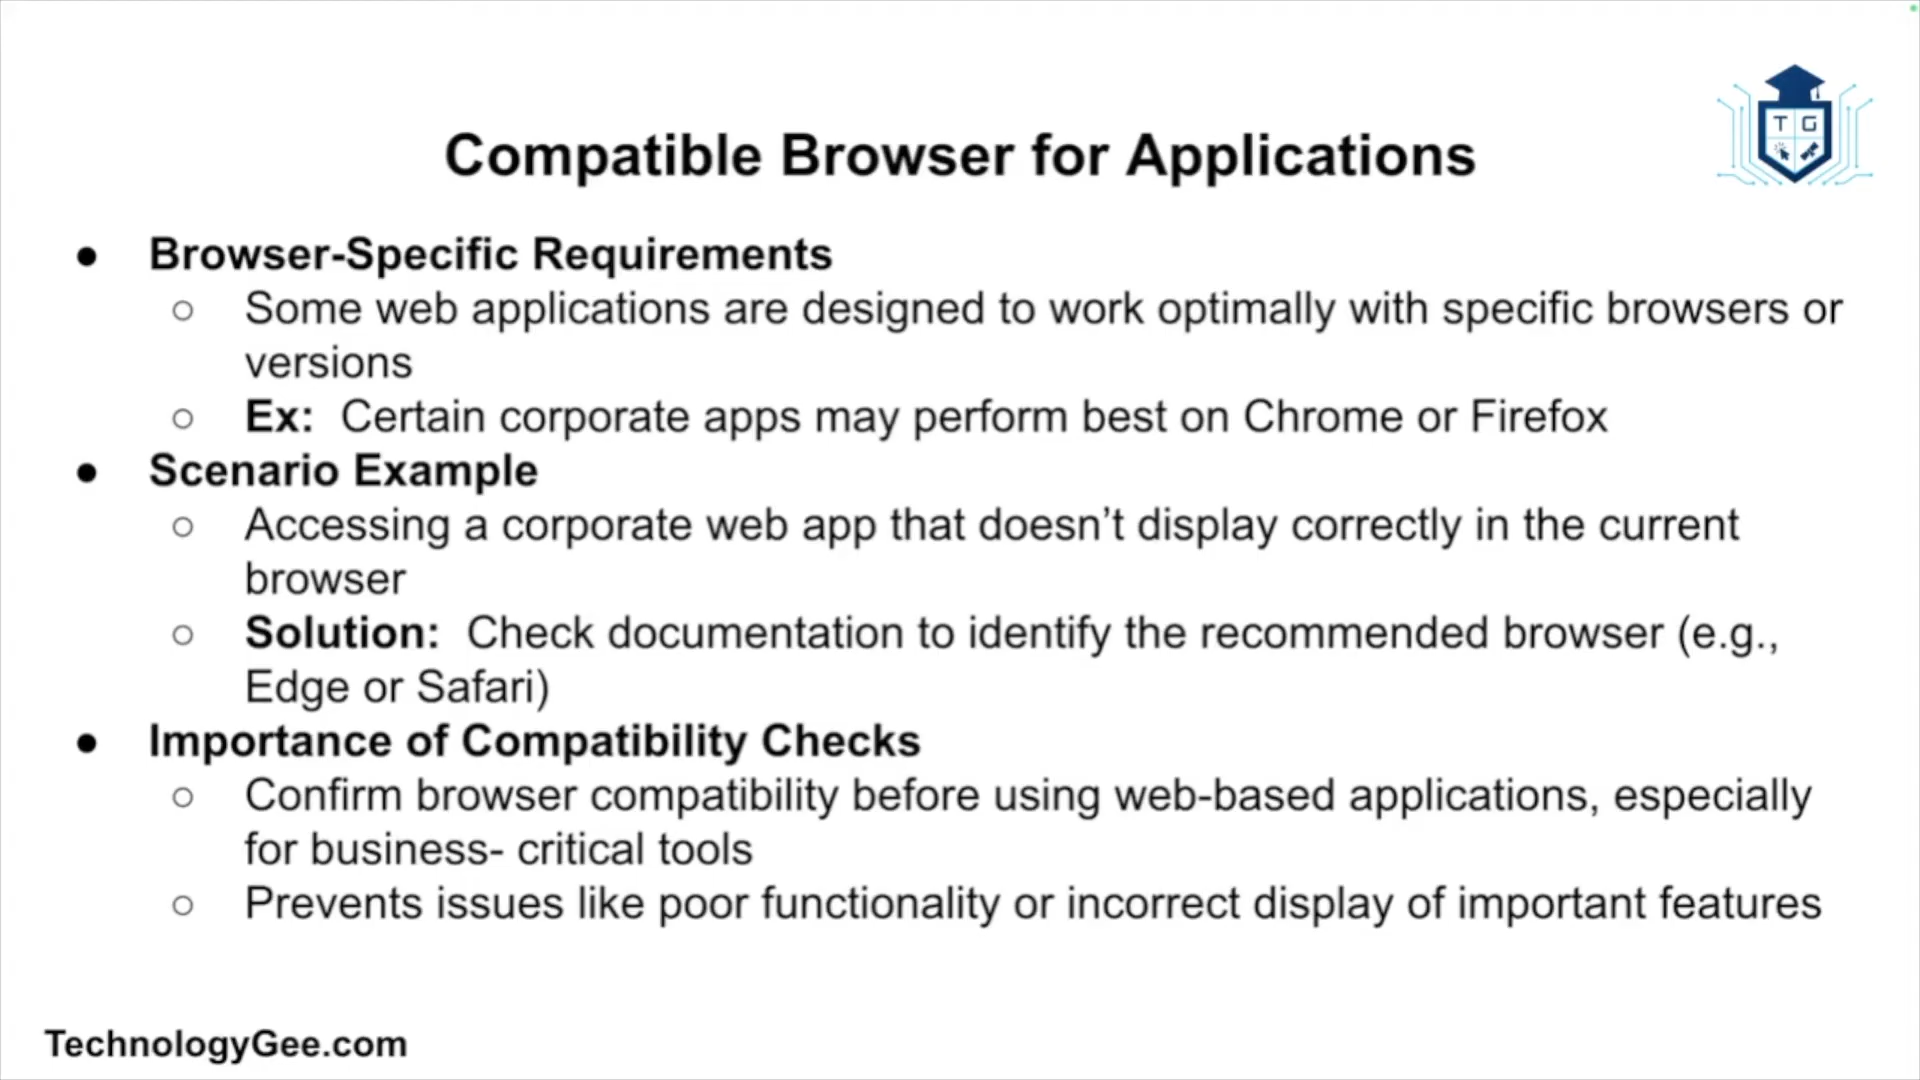 Compatible Browser for Applications
T G
● Browser-Specific Requirements
○ Some web applications are designed to work optimally with specific browsers or
versions
○ Ex: Certain corporate apps may perform best on Chrome or Firefox
● Scenario Example
○ Accessing a corporate web app that doesn’t display correctly in the current
browser
○ Solution: Check documentation to identify the recommended browser (e.g.,
Edge or Safari)
● Importance of Compatibility Checks
○ Confirm browser compatibility before using web-based applications, especially
for business- critical tools
○ Prevents issues like poor functionality or incorrect display of important features
TechnologyGee.com